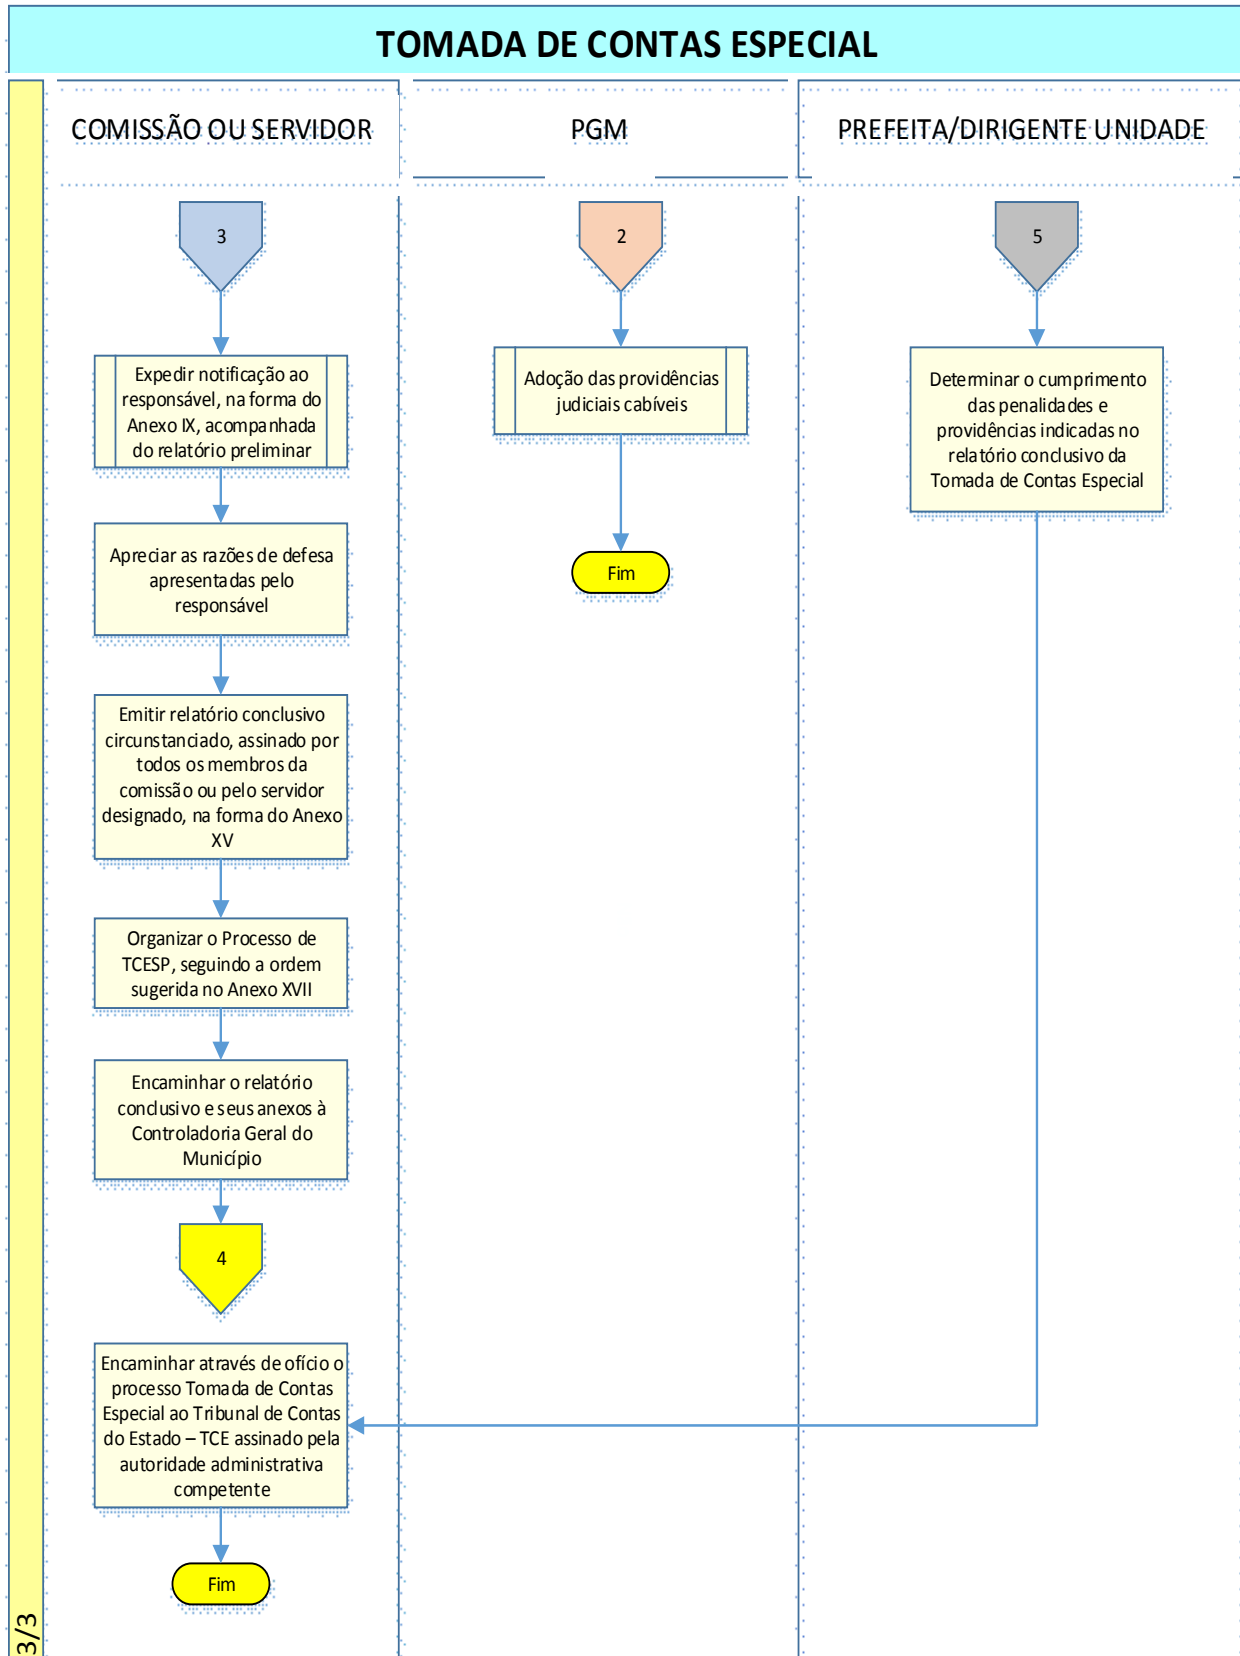 TOMADA DE CONTAS ESPECIAL
COMISSÃO OU SERVIDOR
PGM
PREFEITA/DIRIGENTE UNIDADE
3
2
5
Expedir notificação ao
responsável, na forma do
Anexo IX, acompanhada
do relatório preliminar
Adoção das providências
judiciais cabíveis
Determinar o cumprimento
das penalidades e
providências indicadas no
relatório conclusivo da
Tomada de Contas Especial
Apreciar as razões de defesa
apresentadas pelo
responsável
Fim
Emitir relatório conclusivo
circunstanciado, assinado por
todos os membros da
comissão ou pelo servidor
designado, na forma do Anexo
XV
Organizar o Processo de
TCESP, seguindo a ordem
sugerida no Anexo XVII
Encaminhar o relatório
conclusivo e seus anexos à
Controladoria Geral do
Município
4
Encaminhar através de ofício o
processo Tomada de Contas
Especial ao Tribunal de Contas
do Estado – TCE assinado pela
autoridade administrativa
competente
Fim
3/3